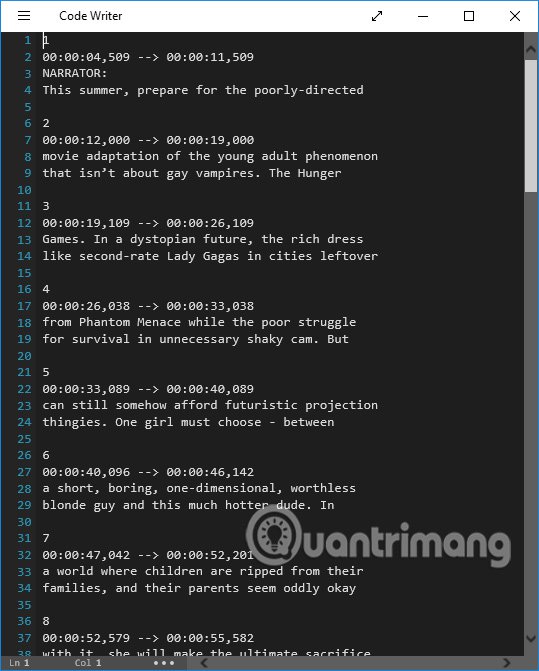 Code Writer
1 1
2 00:00:04,509 --> 00:00:11,509
3 NARRATOR:
4 This summer, prepare for the poorly-directed
5
6 2
7 00:00:12,000 --> 00:00:19,000
8 movie adaptation of the young adult phenomenon
9 that isn’t about gay vampires. The Hunger
10
11 3
12 00:00:19,109 --> 00:00:26,109
13 Games. In a dystopian future, the rich dress
14 like second-rate Lady Gagas in cities leftover
15
16 4
17 00:00:26,038 --> 00:00:33,038
18 from Phantom Menace while the poor struggle
19 for survival in unnecessary shaky cam. But
20
21 5
22 00:00:33,089 --> 00:00:40,089
23 can still somehow afford futuristic projection
24 thingies. One girl must choose - between
25
26 6
27 00:00:40,096 --> 00:00:46,142
28 a short, boring, one-dimensional, worthless
29 blonde guy and this much hotter dude. In
30
31 7
32 00:00:47,042 --> 00:00:52,201
33 a world where children are ripped from their
34 families, and their parents seem oddly okay
35
36 8
37 00:00:52,579 --> 00:00:55,582
38 with it, she will make the ultimate sacrifice
Quantrimang
Ln 1 Col 1